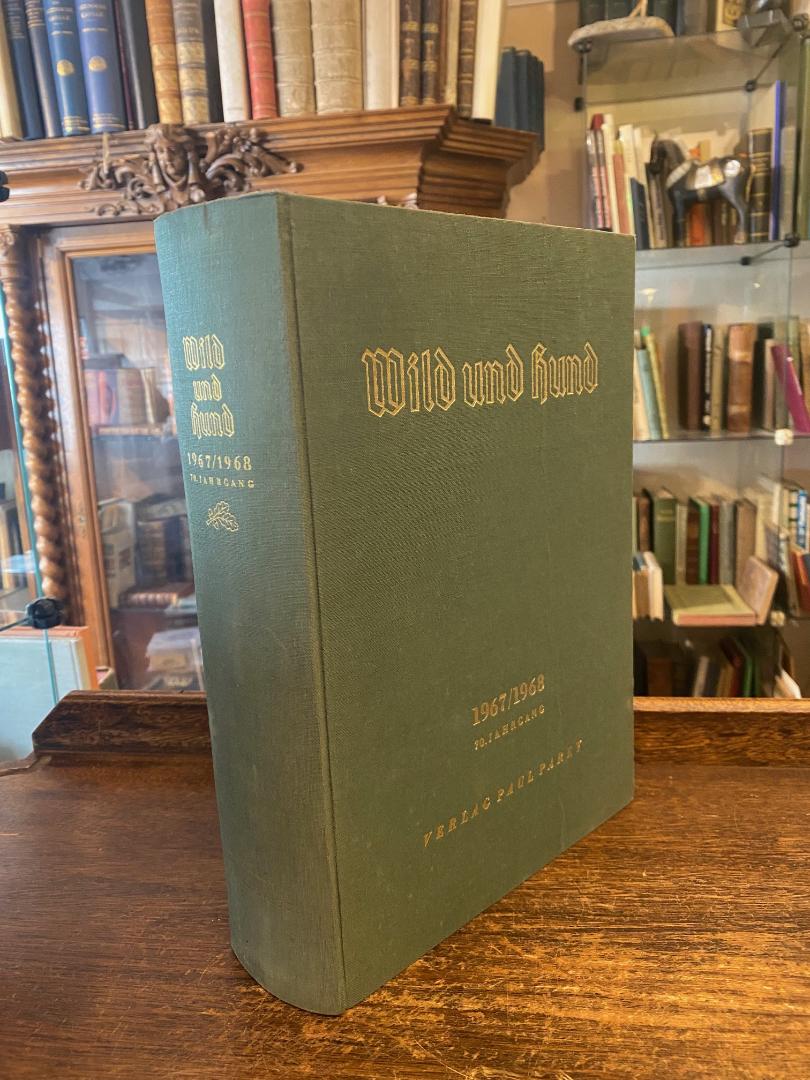 Wild
und
Hund
1967/1968
70. JAHRGANG
Wild und Hund
1967/1968
70. JAHRGANG
VERLAG PAUL PAREY